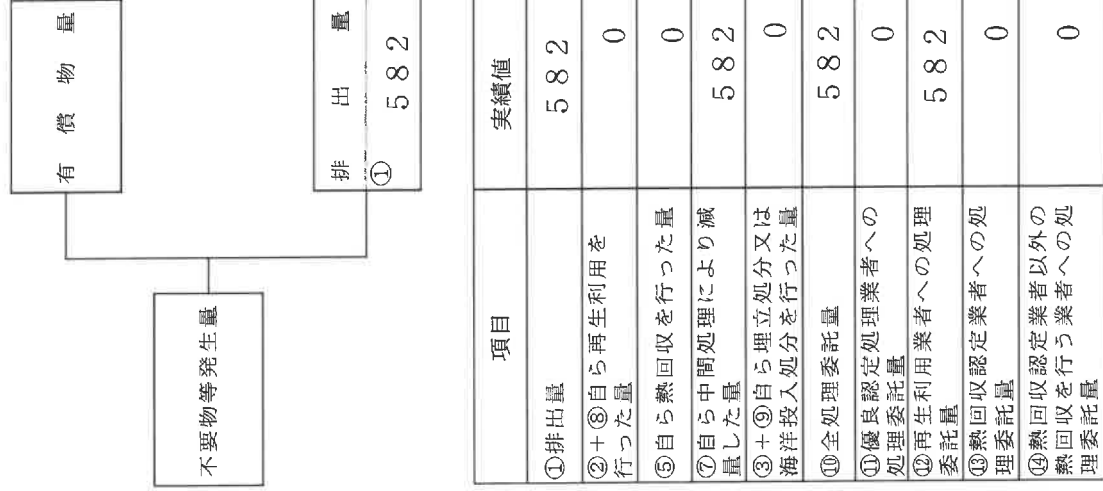 有償物量
不要物等発生量
排出量
①
582
項目 実績値
①排出量 582
②+⑧自ら再生利用を
行った量 0
⑤自ら熱回収を行った量 0
⑦自ら中間処理により減
量した量 582
③+⑨自ら埋立処分又は
海洋投入処分を行った量 0
⑩全処理委託量 582
⑪優良認定処理業者への
処理委託量 0
⑫再生利用業者への処理
委託量 582
⑬熱回収認定業者への処
理委託量 0
⑭熱回収認定業者以外の
熱回収を行う業者への処
理委託量 0